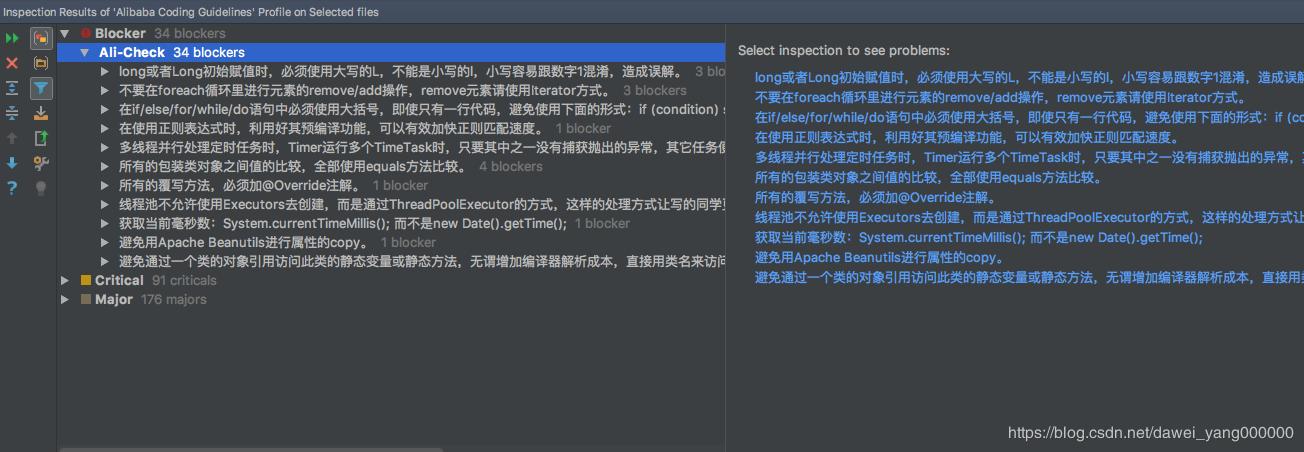 Inspection Results of 'Alibaba Coding Guidelines' Profile on Selected files
Blocker 34 blockers
Ali-Check 34 blockers
long或者Long初始赋值时，必须使用大写的L，不能是小写的l，小写容易跟数字1混淆，造成误解。 3 blo
不要在foreach循环里进行元素的remove/add操作，remove元素请使用Iterator方式。 3 blockers
在if/else/for/while/do语句中必须使用大括号，即使只有一行代码，避免使用下面的形式：if (condition) s
在使用正则表达式时，利用好其预编译功能，可以有效加快正则匹配速度。 1 blocker
多线程并行处理定时任务时，Timer运行多个TimeTask时，只要其中之一没有捕获抛出的异常，其它任务便
所有的包装类对象之间值的比较，全部使用equals方法比较。 4 blockers
所有的覆写方法，必须加@Override注解。 1 blocker
线程池不允许使用Executors去创建，而是通过ThreadPoolExecutor的方式，这样的处理方式让写的同学更
获取当前毫秒数：System.currentTimeMillis(); 而不是new Date().getTime(); 1 blocker
避免用Apache Beanutils进行属性的copy。 1 blocker
避免通过一个类的对象引用访问此类的静态变量或静态方法，无谓增加编译器解析成本，直接用类名来访问
Critical 91 criticals
Major 176 majors
Select inspection to see problems:
long或者Long初始赋值时，必须使用大写的L，不能是小写的l，小写容易跟数字1混淆，造成误解
不要在foreach循环里进行元素的remove/add操作，remove元素请使用Iterator方式。
在if/else/for/while/do语句中必须使用大括号，即使只有一行代码，避免使用下面的形式：if (co
在使用正则表达式时，利用好其预编译功能，可以有效加快正则匹配速度。
多线程并行处理定时任务时，Timer运行多个TimeTask时，只要其中之一没有捕获抛出的异常，
所有的包装类对象之间值的比较，全部使用equals方法比较。
所有的覆写方法，必须加@Override注解。
线程池不允许使用Executors去创建，而是通过ThreadPoolExecutor的方式，这样的处理方式让
获取当前毫秒数：System.currentTimeMillis(); 而不是new Date().getTime();
避免用Apache Beanutils进行属性的copy。
避免通过一个类的对象引用访问此类的静态变量或静态方法，无谓增加编译器解析成本，直接用
https://blog.csdn.net/dawei_yang000000